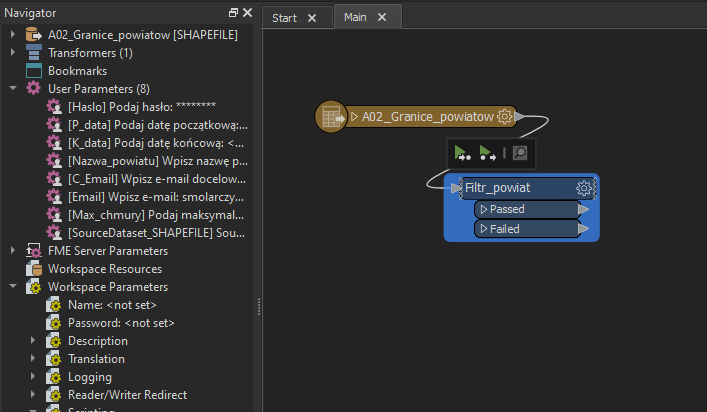 Navigator
A02_Granice_powiatow [SHAPEFILE]
Transformers (1)
Bookmarks
User Parameters (8)
[Haslo] Podaj hasło: ********
[P_data] Podaj datę początkową:...
[K_data] Podaj datę końcową: <...
[Nazwa_powiatu] Wpisz nazwę p...
[C_Email] Wpisz e-mail docelow...
[Email] Wpisz e-mail: smolarczy...
[Max_chmury] Podaj maksymal...
[SourceDataset_SHAPEFILE] Sou...
FME Server Parameters
Workspace Resources
Workspace Parameters
Name: <not set>
Password: <not set>
Description
Translation
Logging
Reader/Writer Redirect
Scripting
Start
Main
A02_Granice_powiatow
Filtr_powiat
Passed
Failed